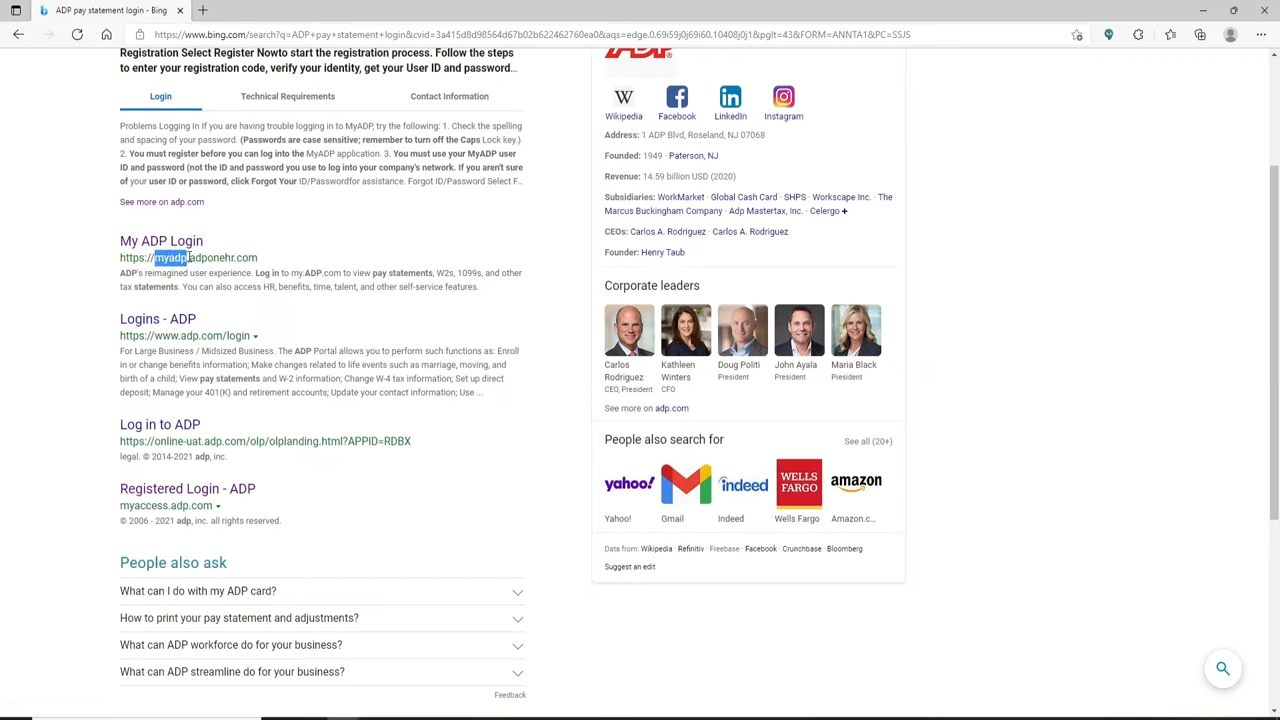 ADP pay statement login - Bing
https://www.bing.com/search?q=ADP+pay+statement+login&cvid=3a415d8d98564d67b02b622462760ea0&aqs=edge.0.69i59j0j69i60.10408j0j1&pglt=43&FORM=ANNTA1&PC=SSJS
Registration Select Register Nowto start the registration process. Follow the steps
to enter your registration code, verify your identity, get your User ID and password...
Login
Technical Requirements
Contact Information
Problems Logging In If you are having trouble logging in to MyADP, try the following: 1. Check the spelling
and spacing of your password. (Passwords are case sensitive; remember to turn off the Caps Lock key.)
2. You must register before you can log into the MyADP application. 3. You must use your MyADP user
ID and password (not the ID and password you use to log into your company's network. If you aren't sure
of your user ID or password, click Forgot Your ID/Passwordfor assistance. Forgot ID/Password Select F...
See more on adp.com
My ADP Login
https://myadp.adponehr.com
ADP's reimagined user experience. Log in to my.ADP.com to view pay statements, W2s, 1099s, and other
tax statements. You can also access HR, benefits, time, talent, and other self-service features.
Logins - ADP
https://www.adp.com/login
For Large Business / Midsized Business. The ADP Portal allows you to perform such functions as: Enroll
in or change benefits information; Make changes related to life events such as marriage, moving, and
birth of a child; View pay statements and W-2 information; Change W-4 tax information; Set up direct
deposit; Manage your 401(K) and retirement accounts; Update your contact information; Use ...
Log in to ADP
https://online-uat.adp.com/olp/olplanding.html?APPID=RDBX
legal. © 2014-2021 adp, inc.
Registered Login - ADP
myaccess.adp.com
© 2006 - 2021 adp, inc. all rights reserved.
People also ask
What can I do with my ADP card?
How to print your pay statement and adjustments?
What can ADP workforce do for your business?
What can ADP streamline do for your business?
Feedback
ADP
W
Wikipedia
Facebook
in
LinkedIn
Instagram
Address: 1 ADP Blvd, Roseland, NJ 07068
Founded: 1949 · Paterson, NJ
Revenue: 14.59 billion USD (2020)
Subsidiaries: WorkMarket · Global Cash Card · SHPS · Workscape Inc. · The
Marcus Buckingham Company · Adp Mastertax, Inc. · Celergo +
CEOs: Carlos A. Rodriguez · Carlos A. Rodriguez
Founder: Henry Taub
Corporate leaders
Carlos
Rodriguez
CEO, President
Kathleen
Winters
CFO
Doug Politi
President
John Ayala
President
Maria Black
President
See more on adp.com
People also search for
See all (20+)
yahoo!
indeed
WELLS
FARGO
amazon
Yahoo!
Gmail
Indeed
Wells Fargo
Amazon.c...
Data from: Wikipedia · Refinitiv · Freebase · Facebook · Crunchbase · Bloomberg
Suggest an edit